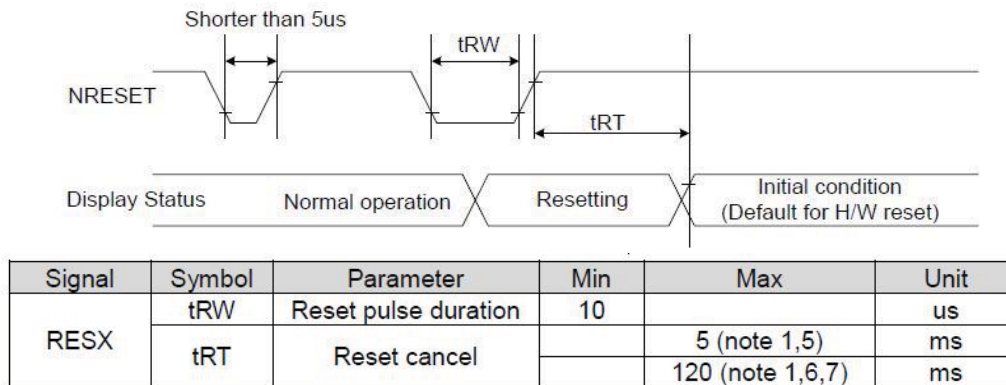 Shorter than 5us
tRW
NRESET
tRT
Display Status
Normal operation
Resetting
Initial condition
(Default for H/W reset)
Signal Symbol Parameter Min Max Unit
RESX tRW Reset pulse duration 10 us
tRT Reset cancel 5 (note 1,5) ms
120 (note 1,6,7) ms